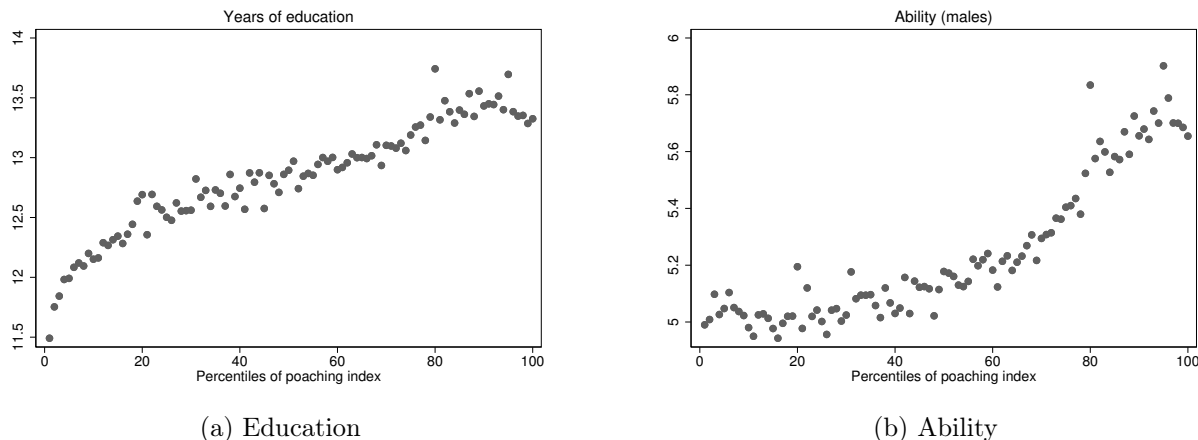 Years of education
14
13.5
13
12.5
12
11.5
0 20 40 60 80 100
Percentiles of poaching index
(a) Education
Ability (males)
6
5.8
5.6
5.4
5.2
5
0 20 40 60 80 100
Percentiles of poaching index
(b) Ability